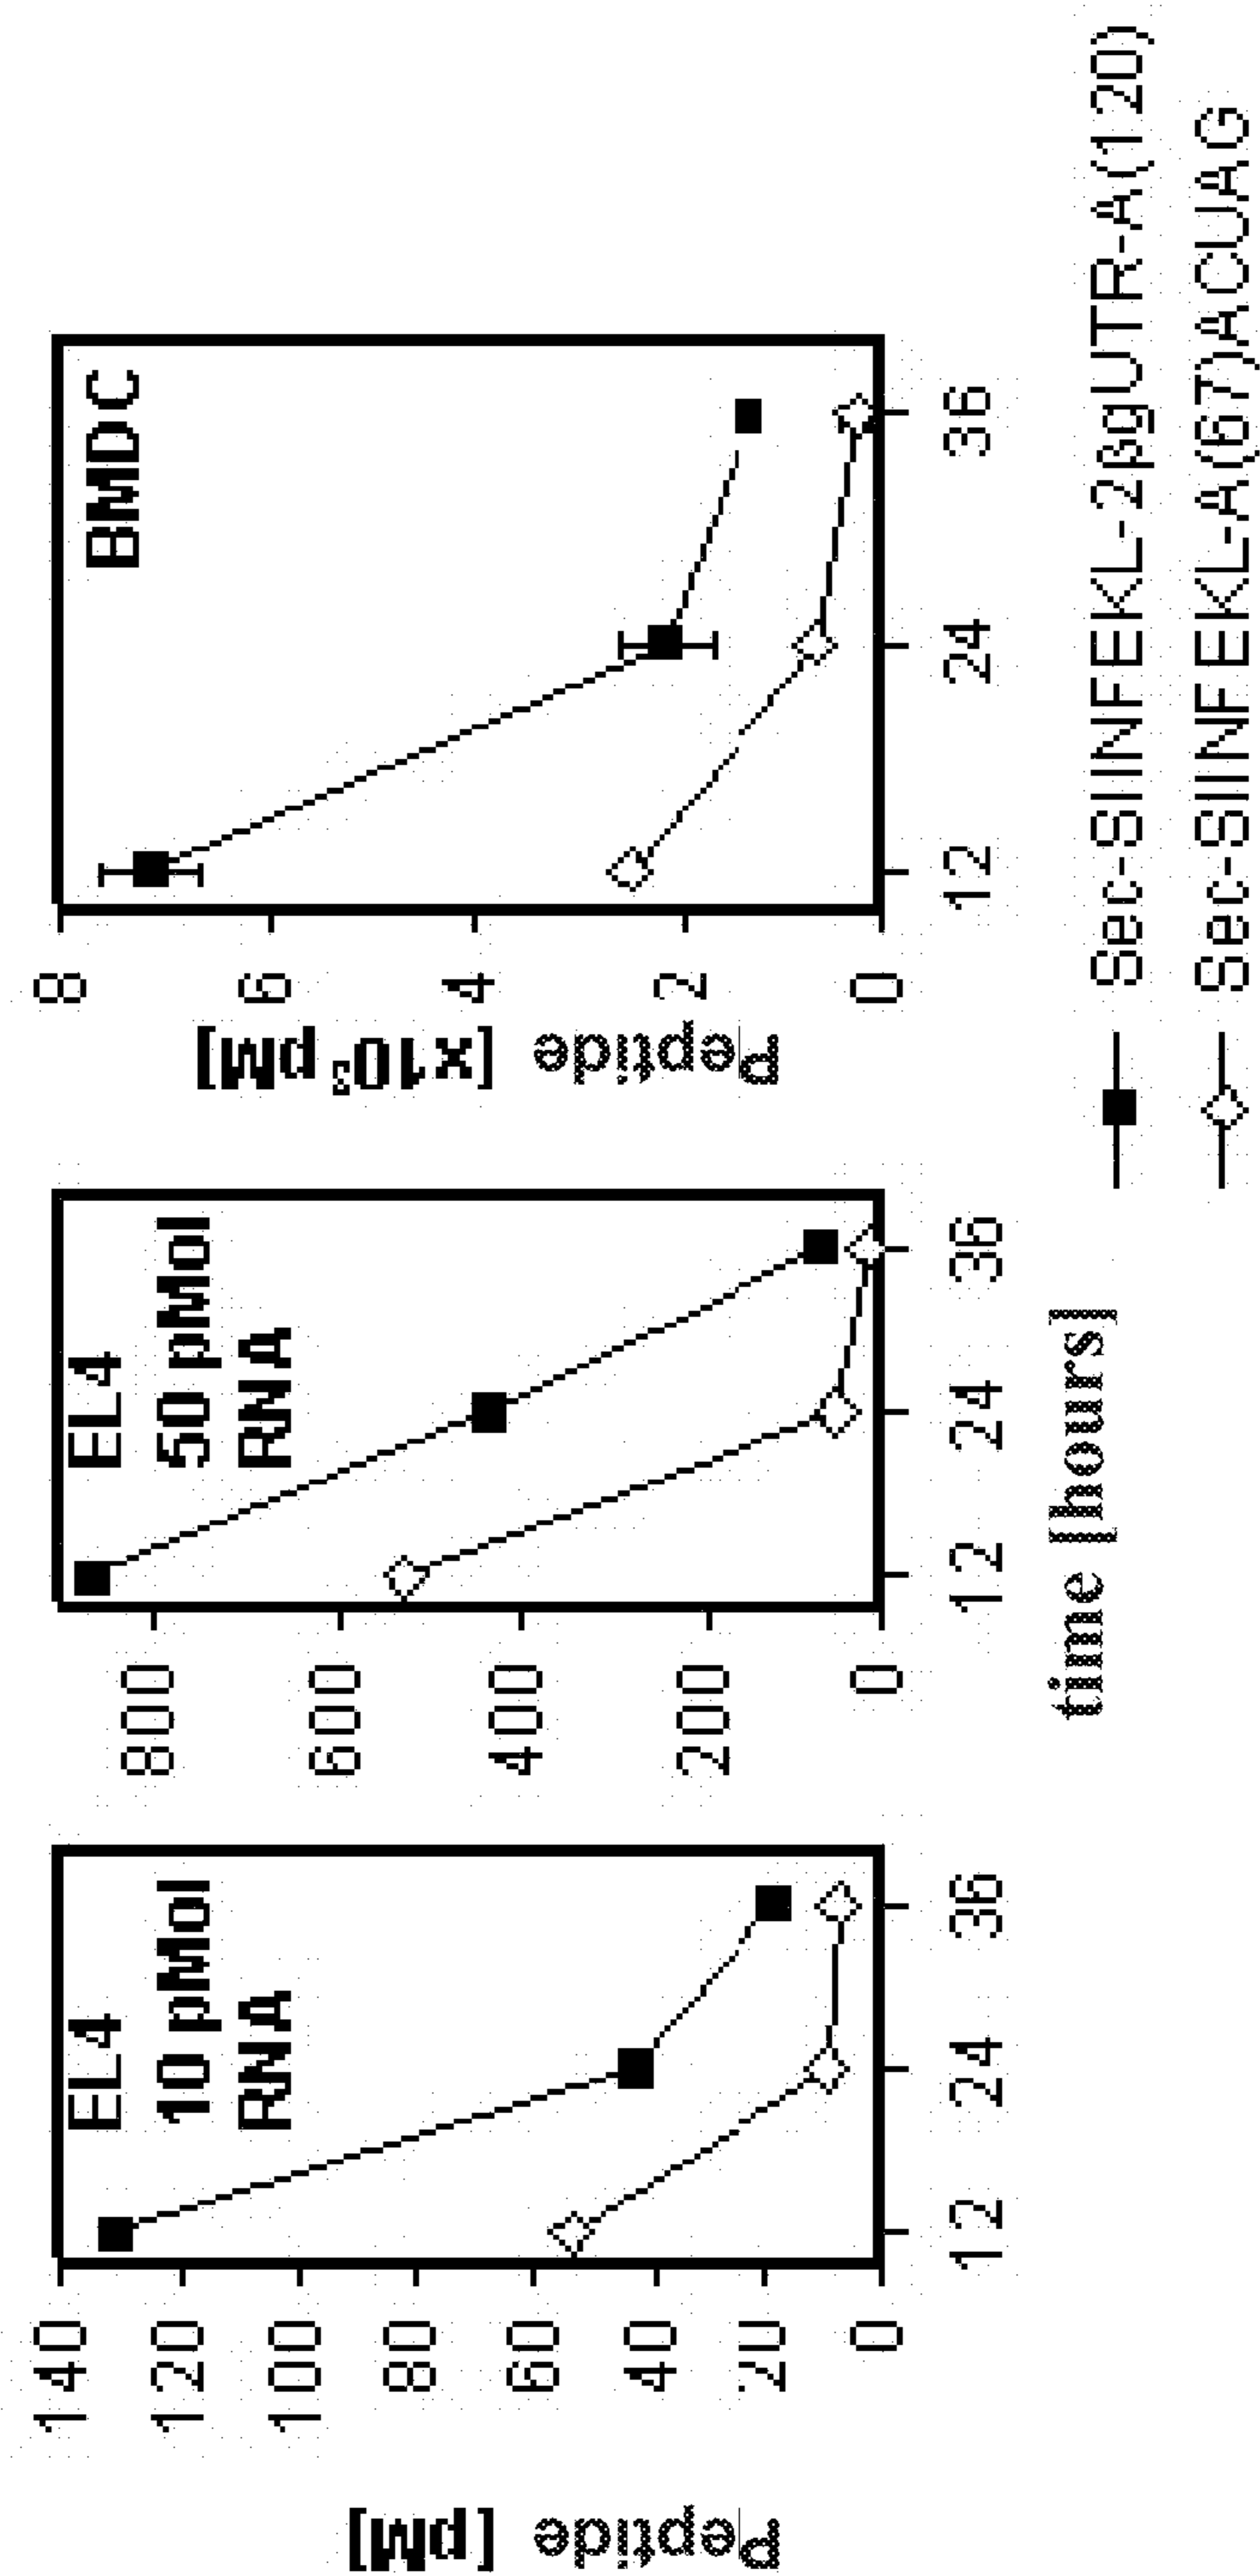 Peptide [pM]
140
120
100
80
60
40
20
0
EL4
10 pMol
RNA
12 24 36
800
600
400
200
0
EL4
50 pMol
RNA
12 24 36
Peptide [x10³pM]
8
6
4
2
0
BMDC
12 24 36
time [hours]
Sec-SIINFEKL-2βgUTR-A(120)
Sec-SIINFEKL-A(67)ACUAG